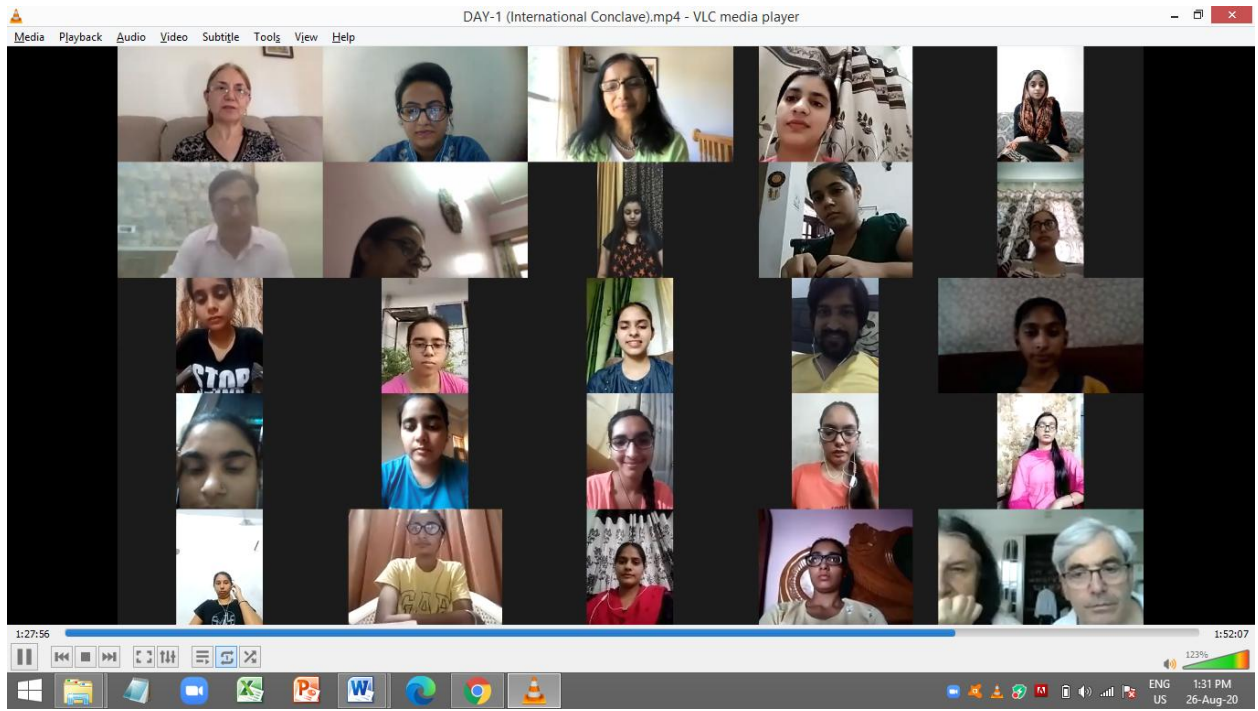 DAY-1 (International Conclave).mp4 - VLC media player
Media Playback Audio Video Subtitle Tools View Help
STOP
GAP
1:27:56
1:52:07
123%
ENG 1:31 PM
US 26-Aug-20